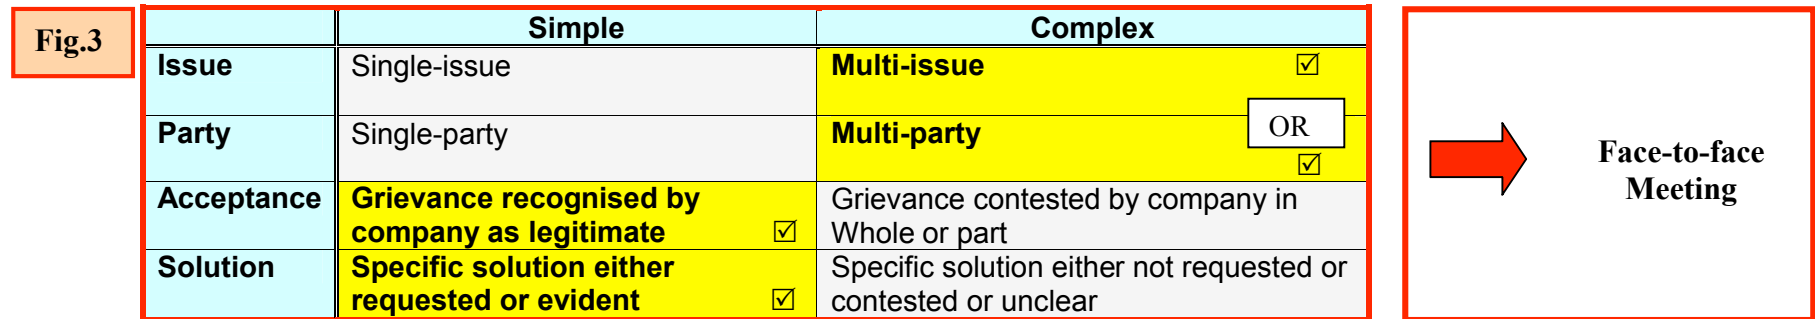 Fig.3
Simple
Complex
Issue
Single-issue
Multi-issue ☑
OR
Party
Single-party
Multi-party ☑
Acceptance
Grievance recognised by
company as legitimate ☑
Grievance contested by company in
Whole or part
Solution
Specific solution either
requested or evident ☑
Specific solution either not requested or
contested or unclear
Face-to-face
Meeting